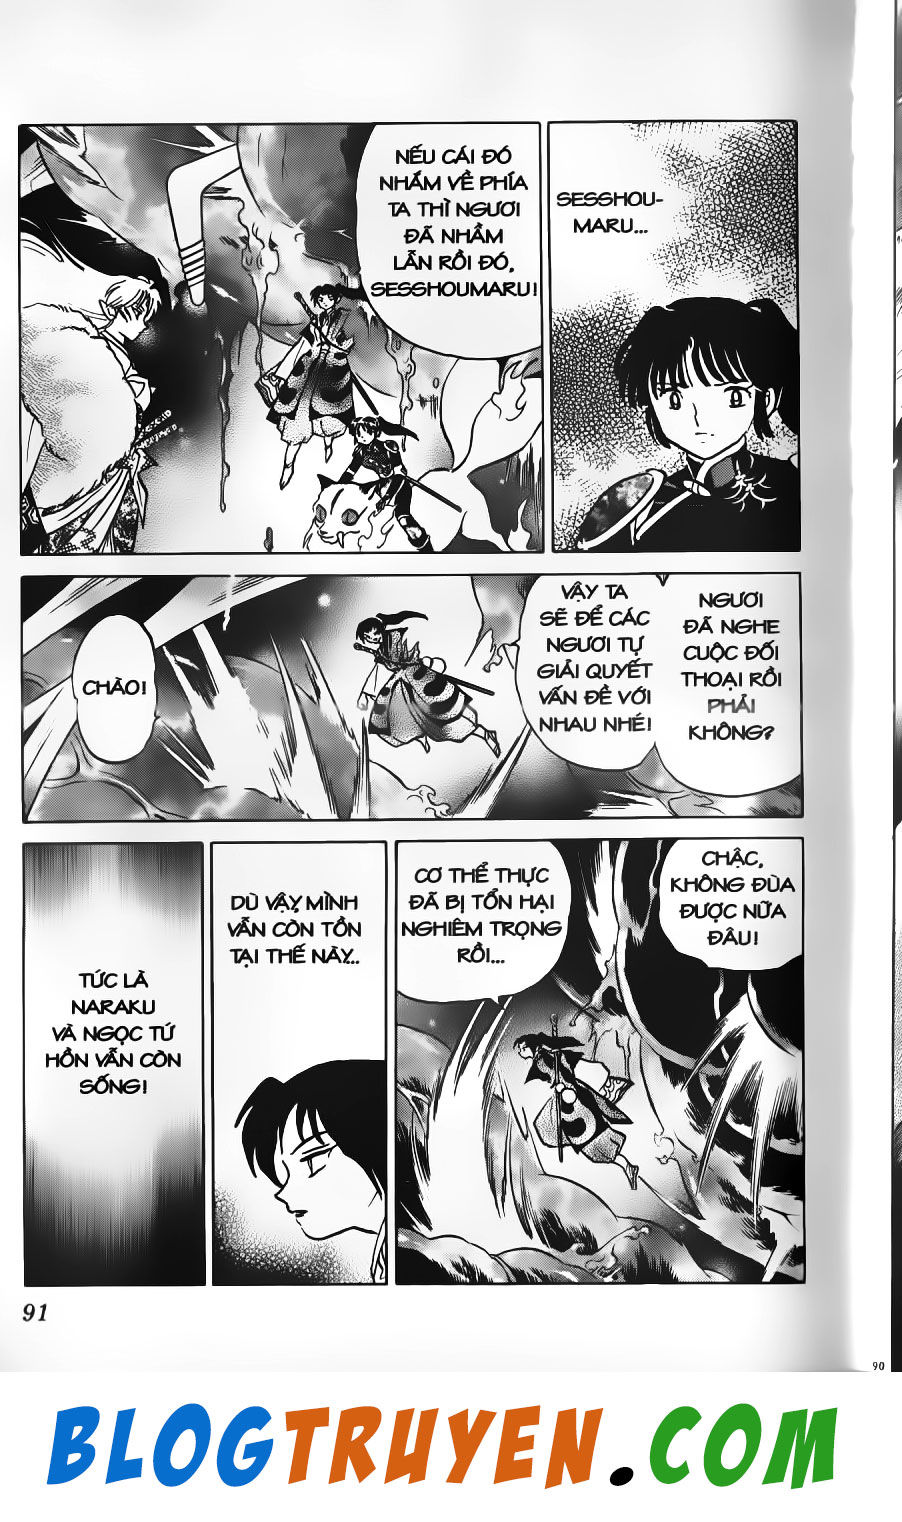 SESSHOU-
MARU...
NẾU CÁI ĐÓ
NHẮM VỀ PHÍA
TA THÌ NGƯƠI
ĐÃ NHẦM
LẪN RỒI ĐÓ,
SESSHOUMARU!
NGƯƠI
ĐÃ NGHE
CUỘC ĐỐI
THOẠI RỒI
PHẢI
KHÔNG?
VẬY TA
SẼ ĐỂ CÁC
NGƯƠI TỰ
GIẢI QUYẾT
VẤN ĐỀ VỚI
NHAU NHÉ!
CHÀO!
CHẬC,
KHÔNG ĐÙA
ĐƯỢC NỮA
ĐÂU!
CƠ THỂ THỰC
ĐÃ BỊ TỔN HẠI
NGHIÊM TRỌNG
RỒI...
DÙ VẬY, MÌNH
VẪN CÒN TỒN
TẠI THẾ NÀY...
TỨC LÀ
NARAKU
VÀ NGỌC TỨ
HỒN VẪN CÒN
SỐNG!
91
90
BLOGTRUYEN.COM